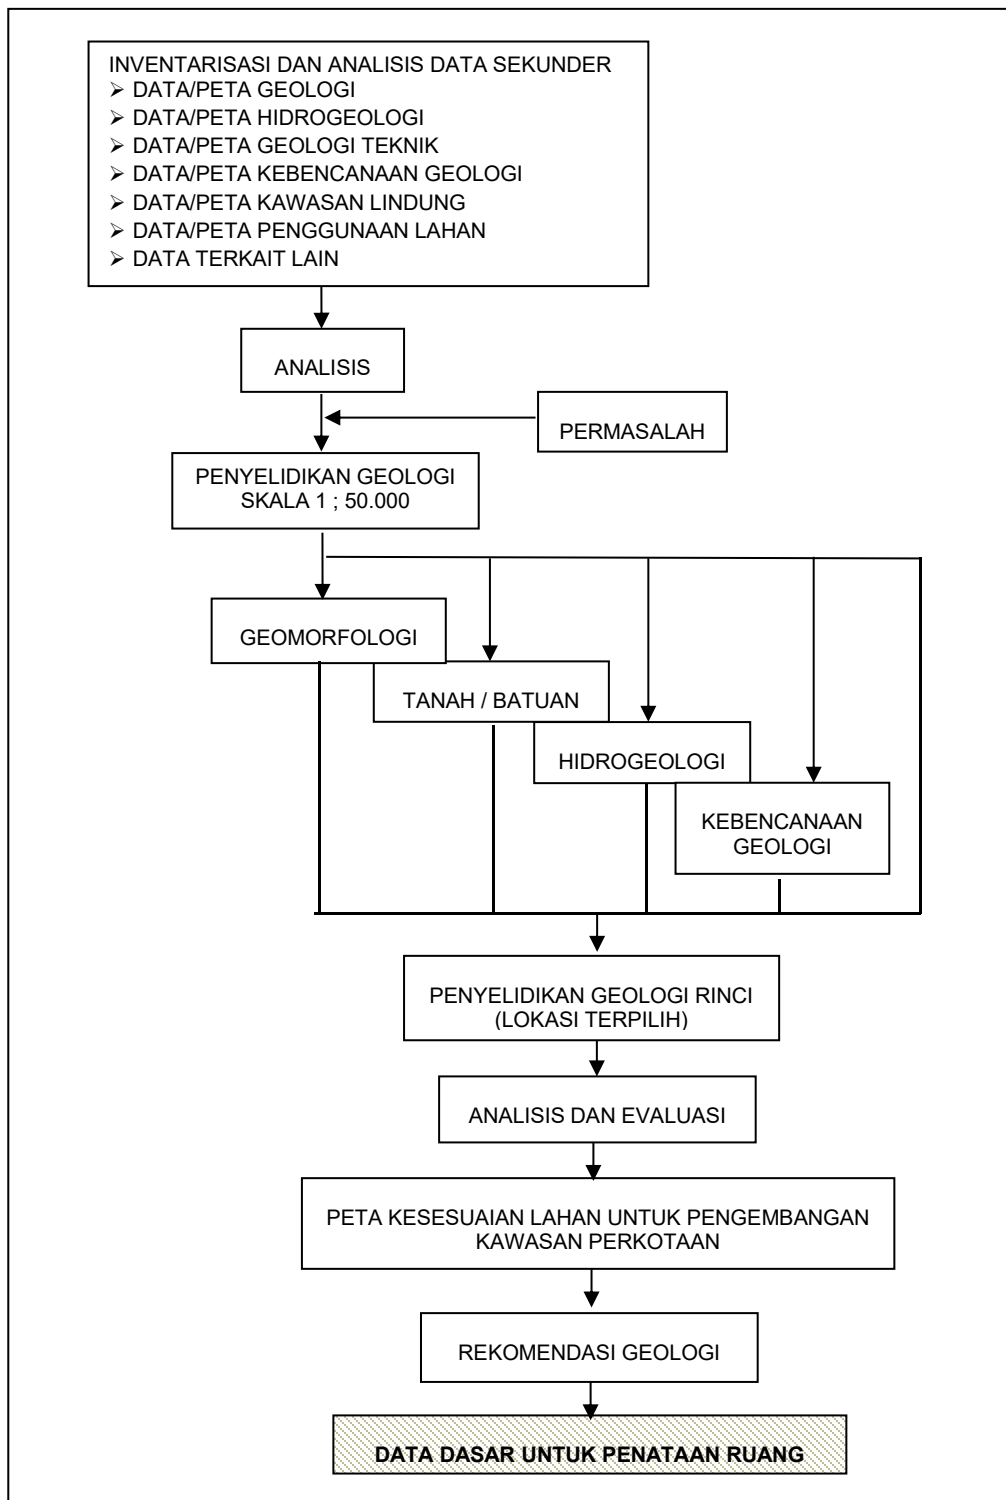 INVENTARISASI DAN ANALISIS DATA SEKUNDER
➢ DATA/PETA GEOLOGI
➢ DATA/PETA HIDROGEOLOGI
➢ DATA/PETA GEOLOGI TEKNIK
➢ DATA/PETA KEBENCANAAN GEOLOGI
➢ DATA/PETA KAWASAN LINDUNG
➢ DATA/PETA PENGGUNAAN LAHAN
➢ DATA TERKAIT LAIN
ANALISIS
PERMASALAH
PENYELIDIKAN GEOLOGI
SKALA 1 ; 50.000
GEOMORFOLOGI
TANAH / BATUAN
HIDROGEOLOGI
KEBENCANAAN
GEOLOGI
PENYELIDIKAN GEOLOGI RINCI
(LOKASI TERPILIH)
ANALISIS DAN EVALUASI
PETA KESESUAIAN LAHAN UNTUK PENGEMBANGAN
KAWASAN PERKOTAAN
REKOMENDASI GEOLOGI
DATA DASAR UNTUK PENATAAN RUANG